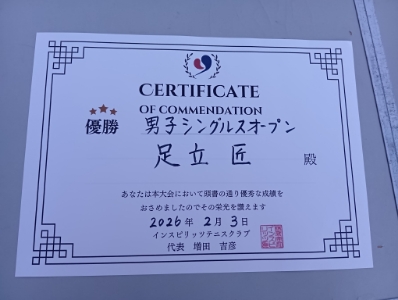 CERTIFICATE
OF COMMENDATION
優勝 男子シングルスオープン
足立 匠 殿
あなたは本大会において頭書の通り優秀な成績を
おさめましたのでその栄光を讃えます
2026年 2月 3日
インスピリッツテニスクラブ
代表 増田 吉彦